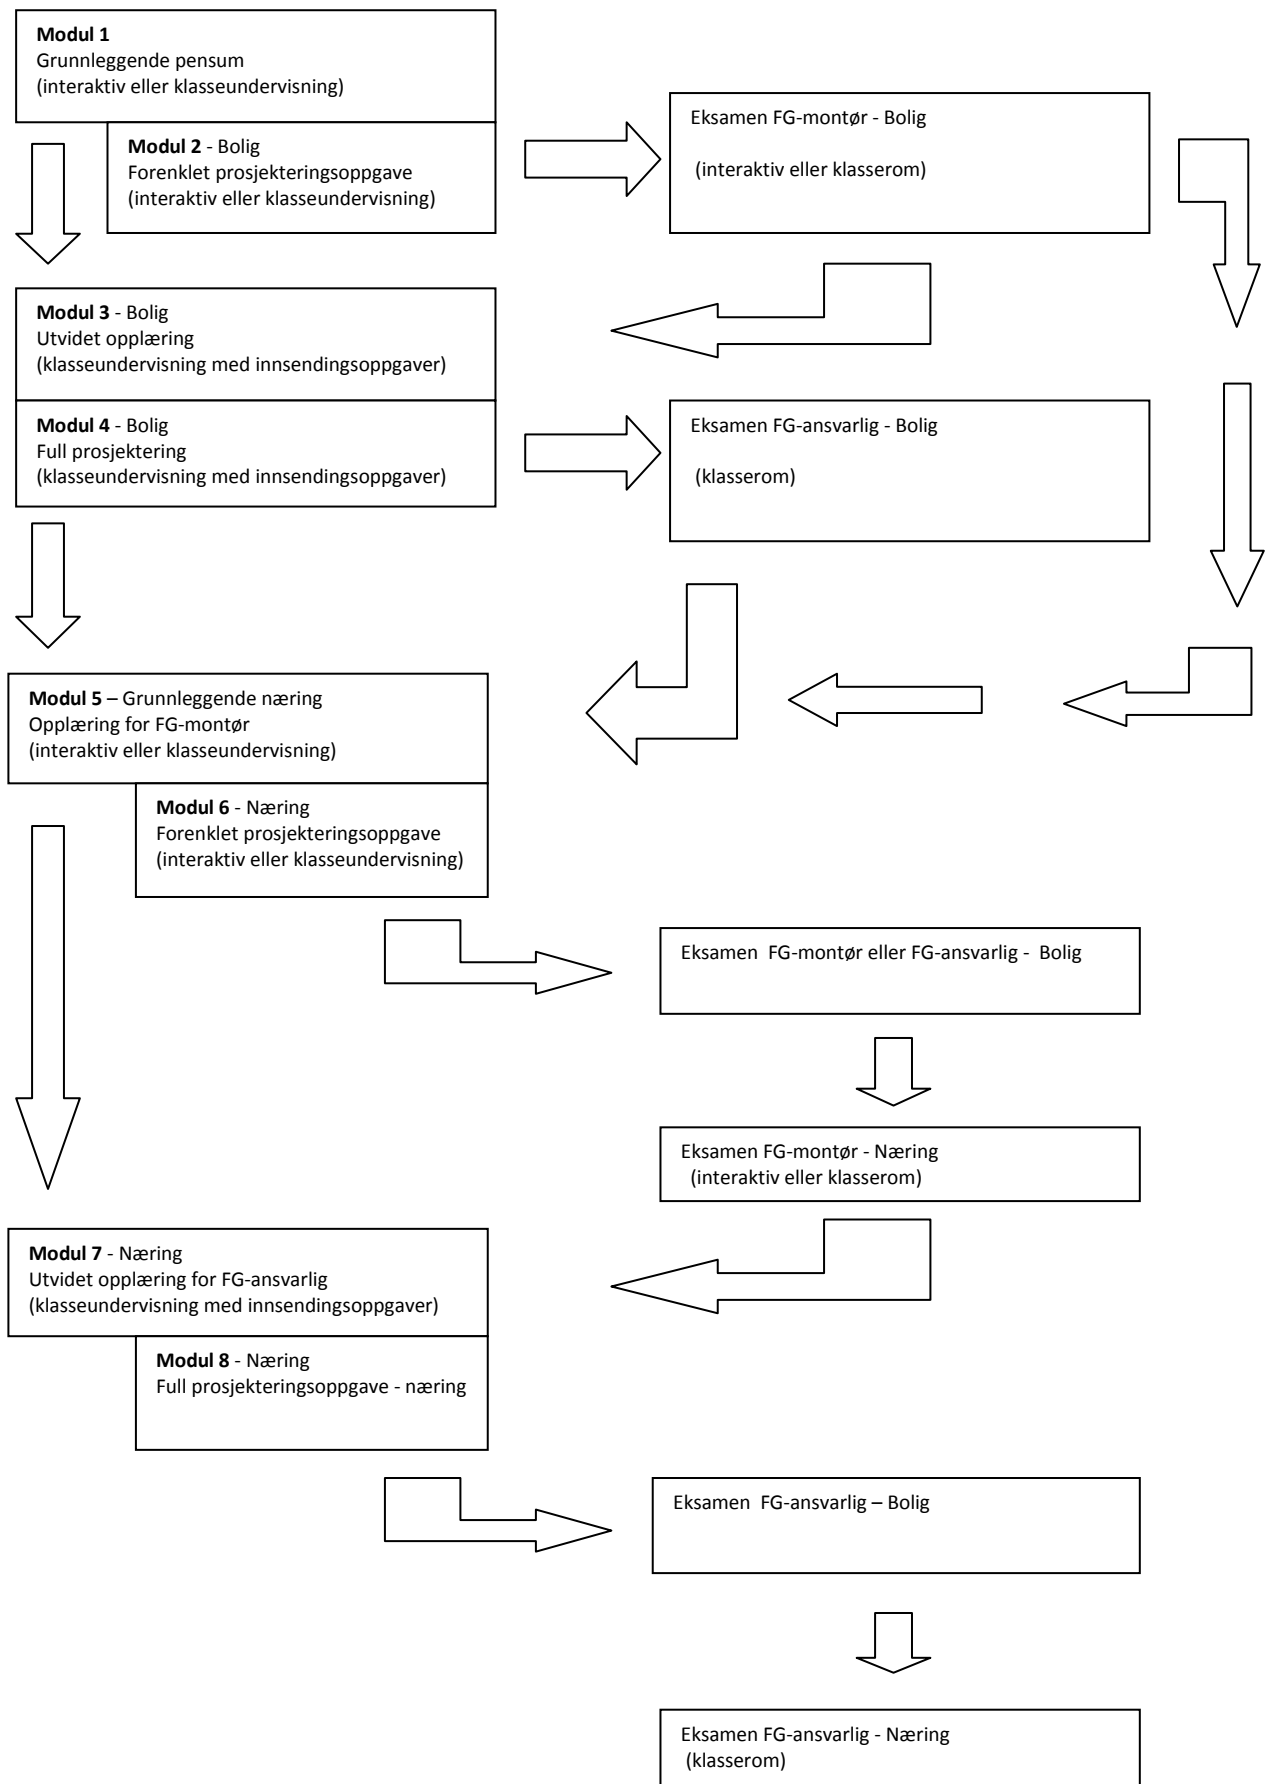 Modul 1
Grunnleggende pensum
(interaktiv eller klasseundervisning)
Modul 2 - Bolig
Forenklet prosjekteringsoppgave
(interaktiv eller klasseundervisning)
Eksamen FG-montør - Bolig
(interaktiv eller klasserom)
Modul 3 - Bolig
Utvidet opplæring
(klasseundervisning med innsendingsoppgaver)
Modul 4 - Bolig
Full prosjektering
(klasseundervisning med innsendingsoppgaver)
Eksamen FG-ansvarlig - Bolig
(klasserom)
Modul 5 – Grunnleggende næring
Opplæring for FG-montør
(interaktiv eller klasseundervisning)
Modul 6 - Næring
Forenklet prosjekteringsoppgave
(interaktiv eller klasseundervisning)
Eksamen FG-montør eller FG-ansvarlig - Bolig
Eksamen FG-montør - Næring
(interaktiv eller klasserom)
Modul 7 - Næring
Utvidet opplæring for FG-ansvarlig
(klasseundervisning med innsendingsoppgaver)
Modul 8 - Næring
Full prosjekteringsoppgave - næring
Eksamen FG-ansvarlig – Bolig
Eksamen FG-ansvarlig - Næring
(klasserom)